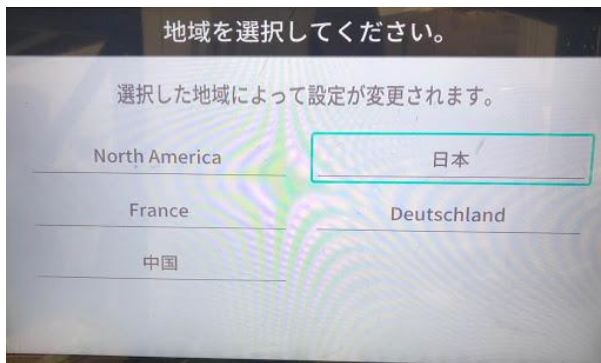 地域を選択してください。
選択した地域によって設定が変更されます。
North America
日本
France
Deutschland
中国